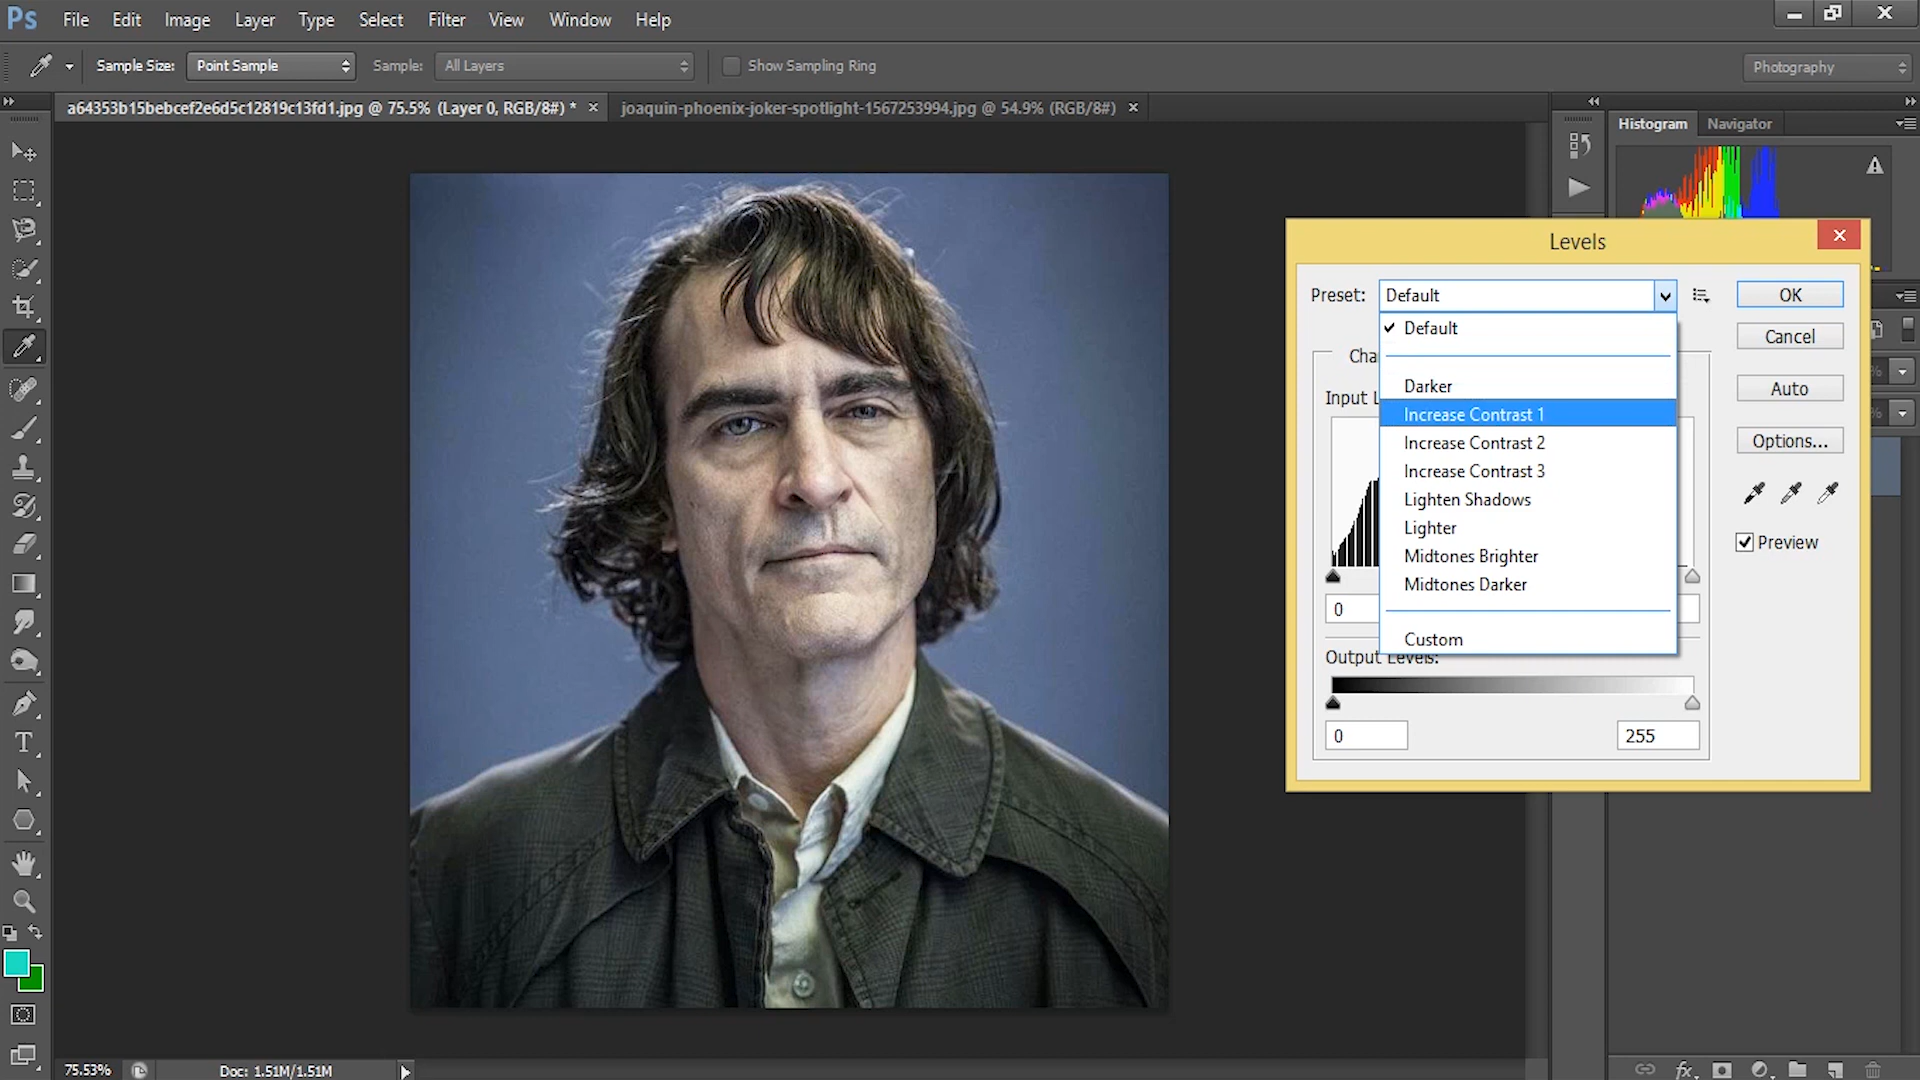 Ps File Edit Image Layer Type Select Filter View Window Help
Sample Size: Point Sample Sample: All Layers Show Sampling Ring Photography
a64353b15bebcef2e6d5c12819c13fd1.jpg @ 75.5% (Layer 0, RGB/8#) * × joaquin-phoenix-joker-spotlight-1567253994.jpg @ 54.9% (RGB/8#) ×
Histogram Navigator
Levels
Preset: Default OK
Default
Cancel
Cha
Darker Auto
Input L
Increase Contrast 1
Increase Contrast 2 Options...
Increase Contrast 3
Lighten Shadows
Lighter
Midtones Brighter Preview
Midtones Darker
0
Custom
Output Levels:
0 255
75.53% Doc: 1.51M/1.51M
fx